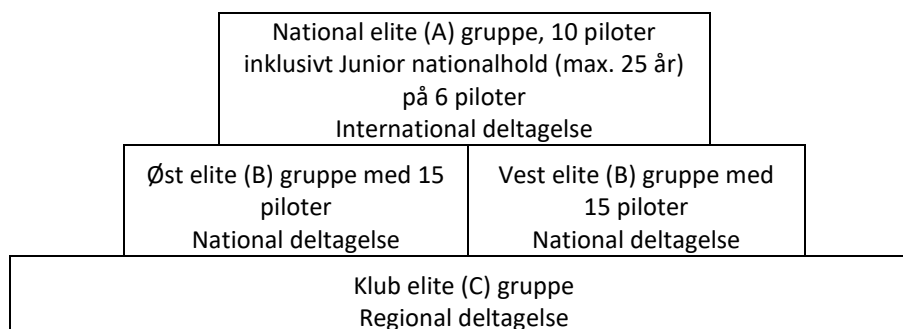 National elite (A) gruppe, 10 piloter
inklusivt Junior nationalhold (max. 25 år)
på 6 piloter
International deltagelse
Øst elite (B) gruppe med 15
piloter
National deltagelse
Vest elite (B) gruppe med
15 piloter
National deltagelse
Klub elite (C) gruppe
Regional deltagelse